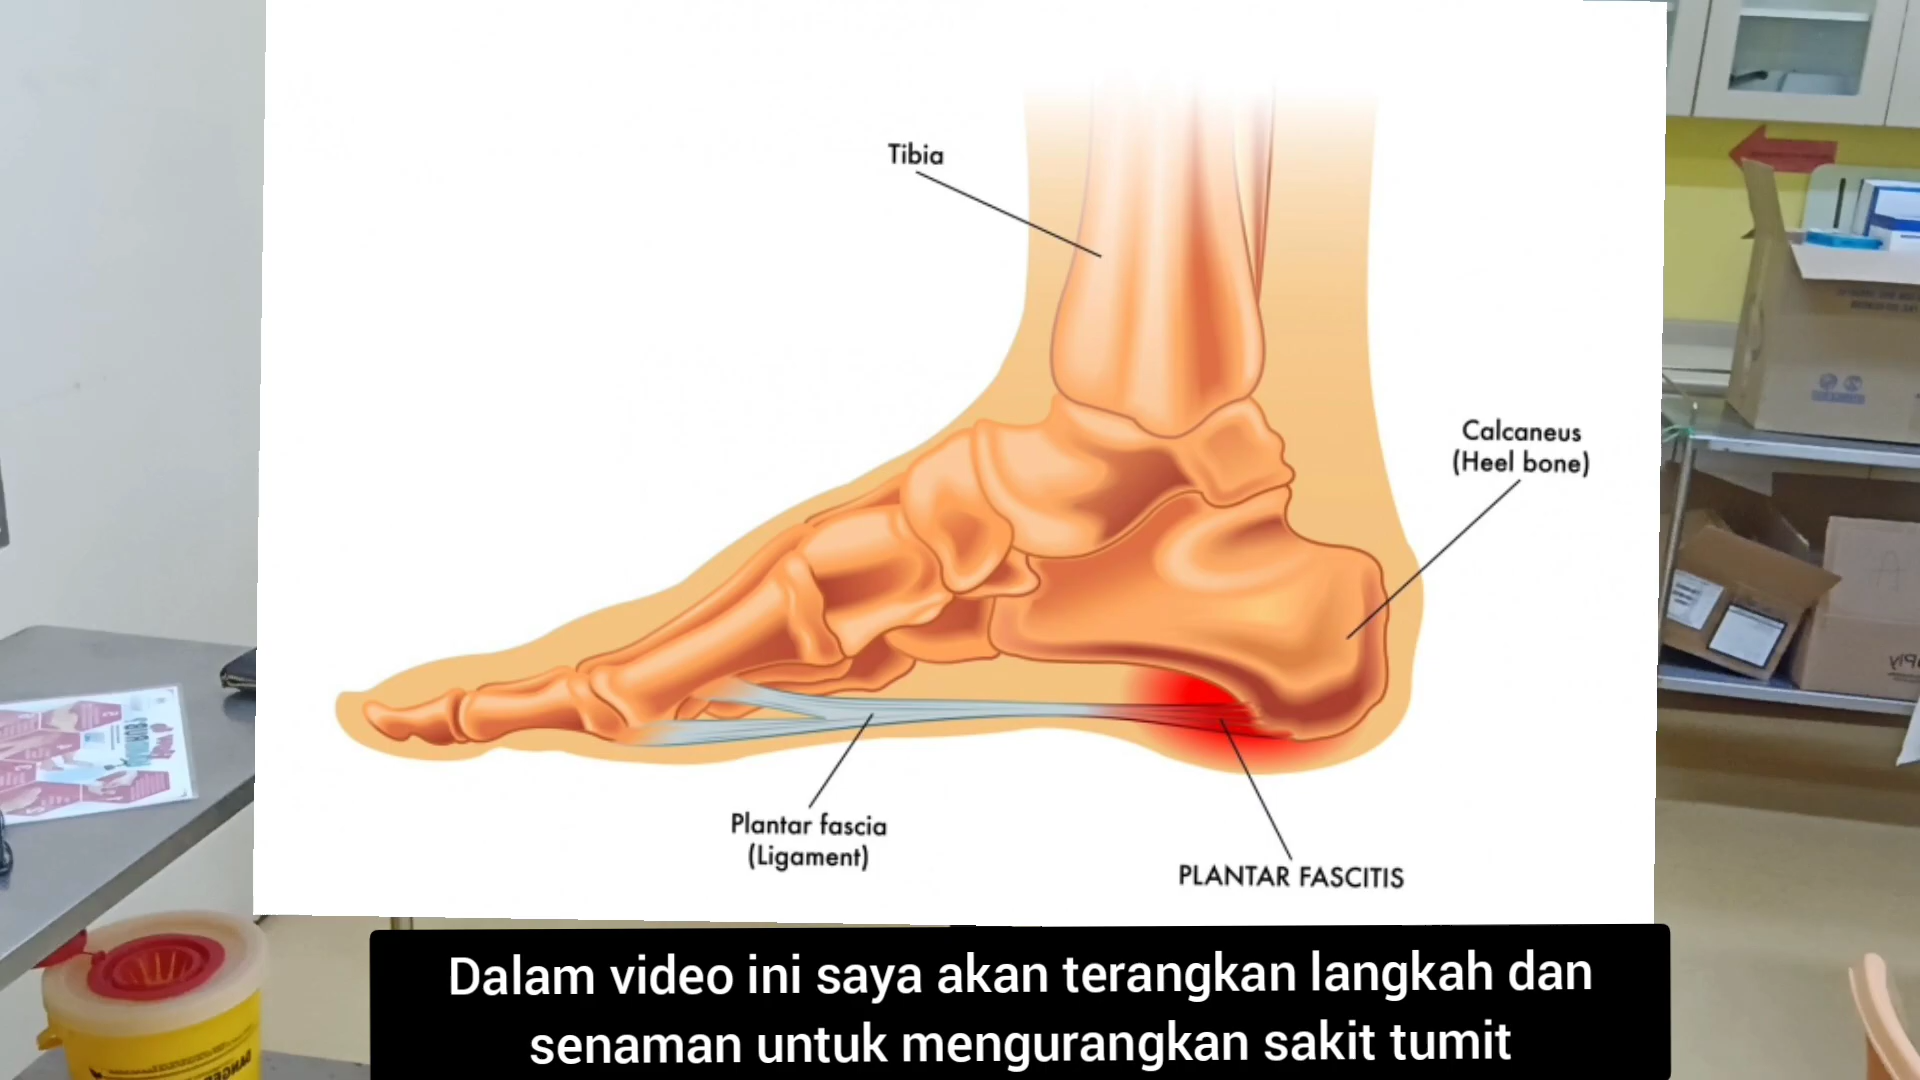 Tibia
Calcaneus
(Heel bone)
Plantar fascia
(Ligament)
PLANTAR FASCITIS
Dalam video ini saya akan terangkan langkah dan
senaman untuk mengurangkan sakit tumit